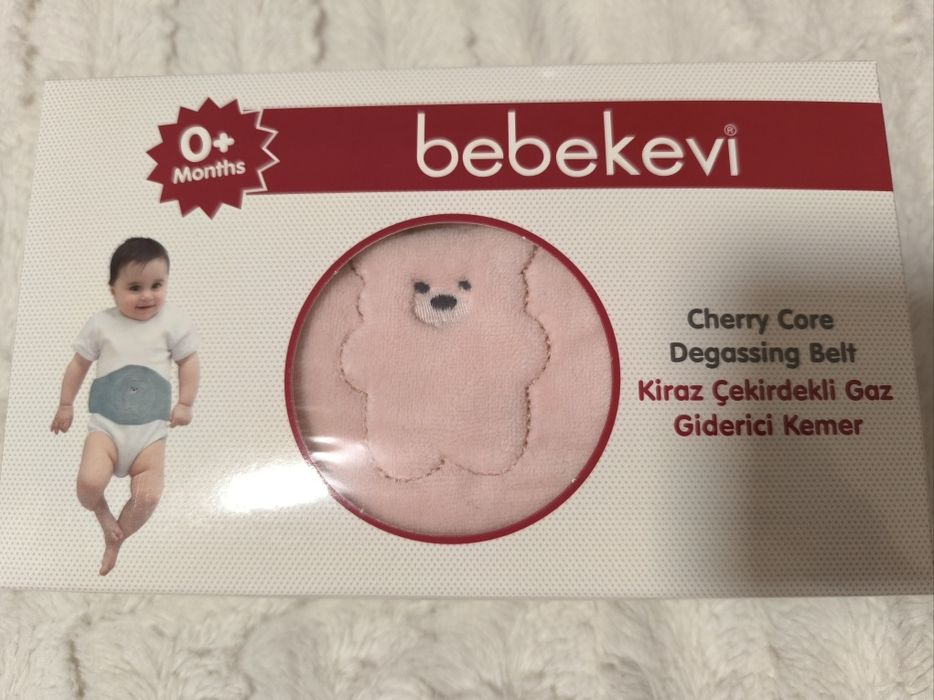 0+
Months
bebekevi®
Cherry Core
Degassing Belt
Kiraz Çekirdekli Gaz
Giderici Kemer